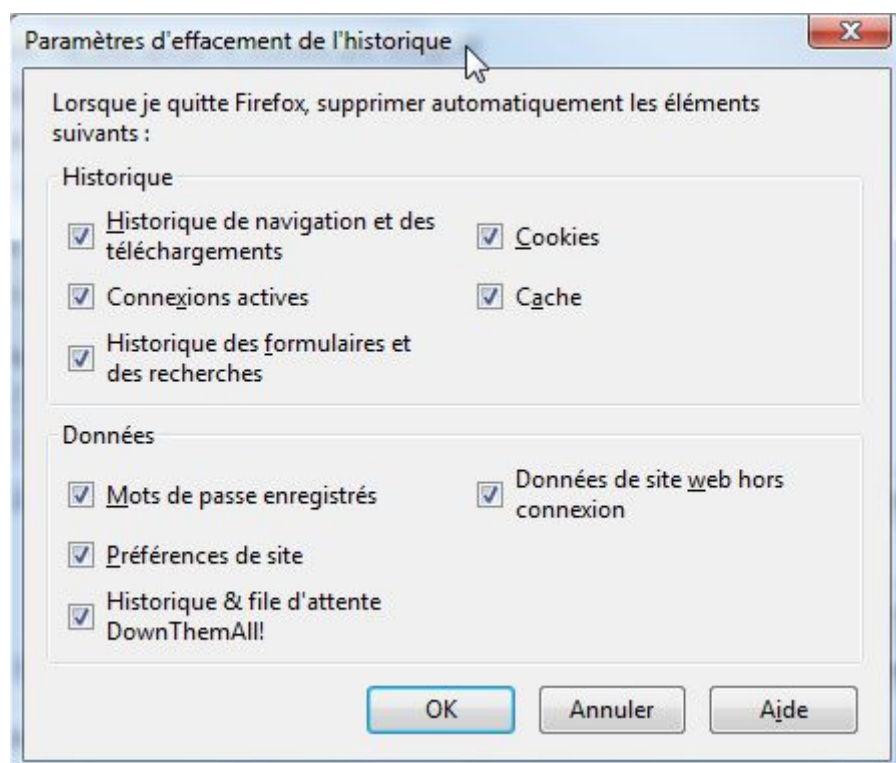 Paramètres d'effacement de l'historique
Lorsque je quitte Firefox, supprimer automatiquement les éléments
suivants :
Historique
Historique de navigation et des
téléchargements
Cookies
Connexions actives
Cache
Historique des formulaires et
des recherches
Données
Mots de passe enregistrés
Données de site web hors
connexion
Préférences de site
Historique & file d'attente
DownThemAll!
OK
Annuler
Aide